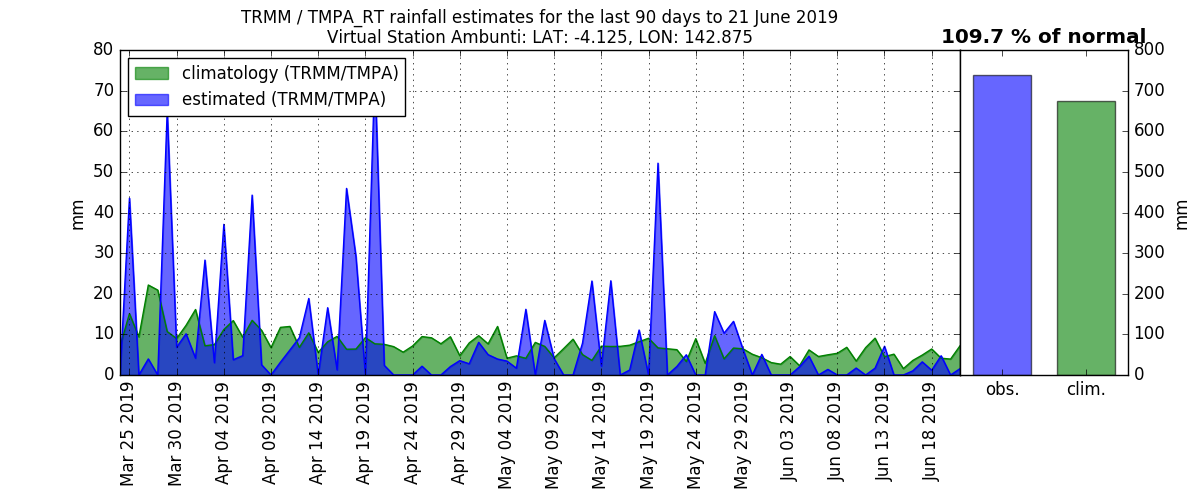 TRMM / TMPA_RT rainfall estimates for the last 90 days to 21 June 2019
Virtual Station Ambunti: LAT: -4.125, LON: 142.875
109.7 % of normal
climatology (TRMM/TMPA)
estimated (TRMM/TMPA)
mm
80
70
60
50
40
30
20
10
0
Mar 25 2019
Mar 30 2019
Apr 04 2019
Apr 09 2019
Apr 14 2019
Apr 19 2019
Apr 24 2019
Apr 29 2019
May 04 2019
May 09 2019
May 14 2019
May 19 2019
May 24 2019
May 29 2019
Jun 03 2019
Jun 08 2019
Jun 13 2019
Jun 18 2019
obs.
clim.
800
700
600
500
400
300
200
100
0
mm